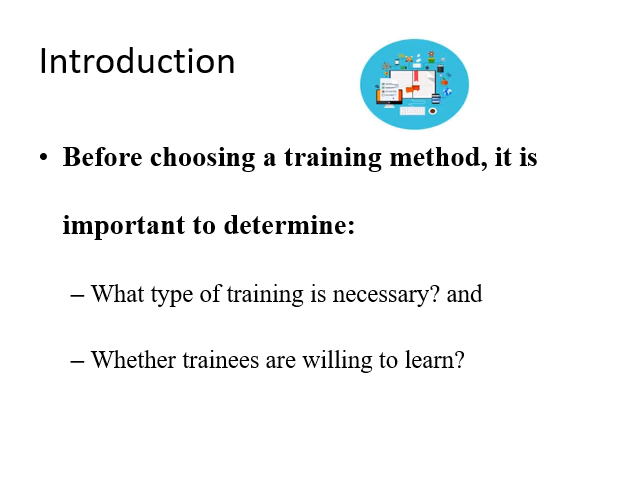 Introduction
• Before choosing a training method, it is
important to determine:
– What type of training is necessary? and
– Whether trainees are willing to learn?